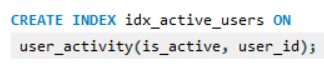 CREATE INDEX idx_active_users ON
user_activity(is_active, user_id);